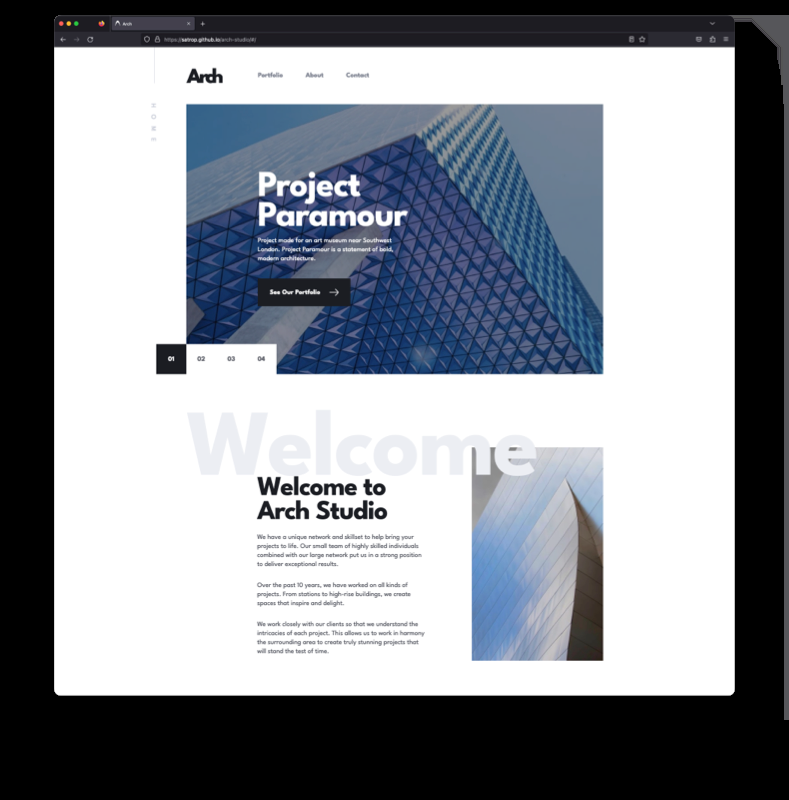 Arch
https://setrop.github.io/arch-studio/#/
Arch
Portfolio
About
Contact
H
O
M
E
Project
Paramour
Project made for an art museum near Southwest
London. Project Paramour is a statement of bold,
modern architecture.
See Our Portfolio
01
02
03
04
Welcome
Welcome to
Arch Studio
We have a unique network and skillset to help bring your
projects to life. Our small team of highly skilled individuals
combined with our large network put us in a strong position
to deliver exceptional results.
Over the past 10 years, we have worked on all kinds of
projects. From stations to high-rise buildings, we create
spaces that inspire and delight.
We work closely with our clients so that we understand the
intricacies of each project. This allows us to work in harmony
the surrounding area to create truly stunning projects that
will stand the test of time.